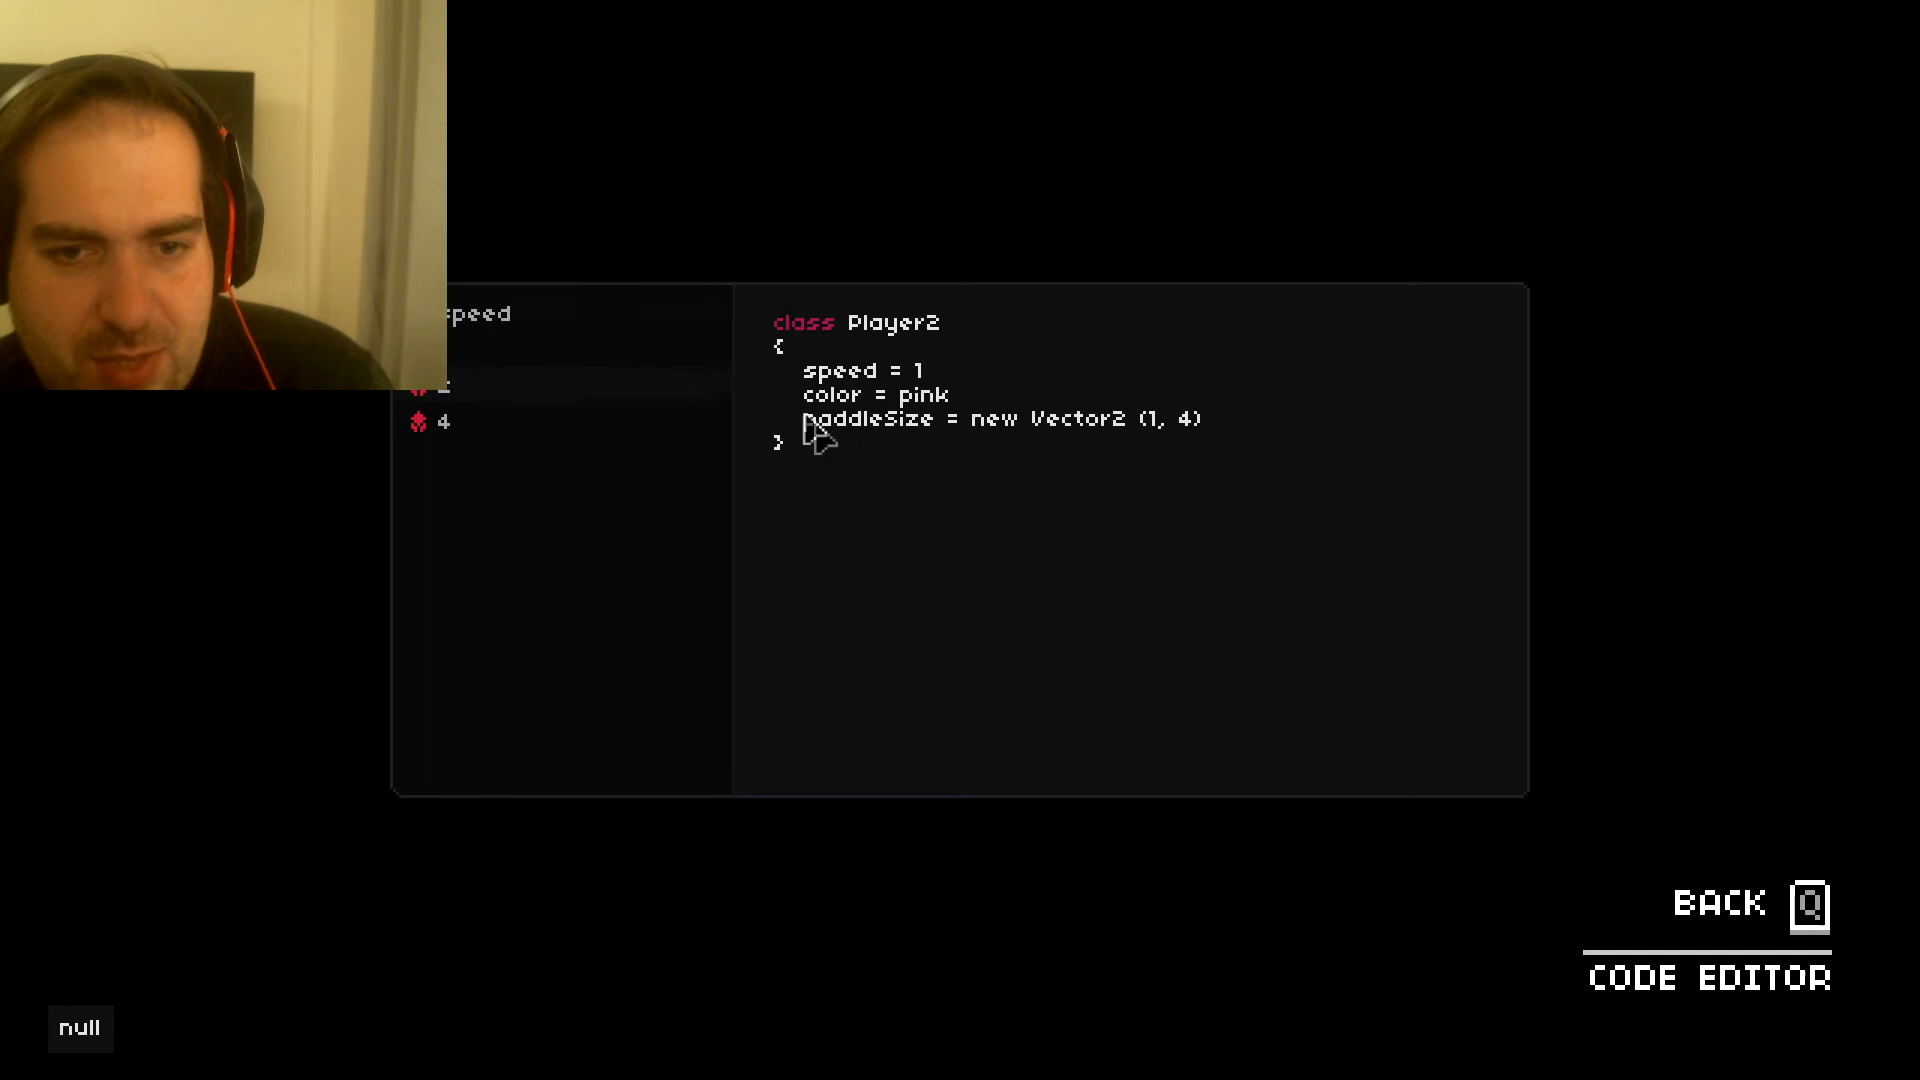 speed
4
class Player2
{
speed = 1
color = pink
paddleSize = new Vector2 (1, 4)
}
BACK Q
CODE EDITOR
null